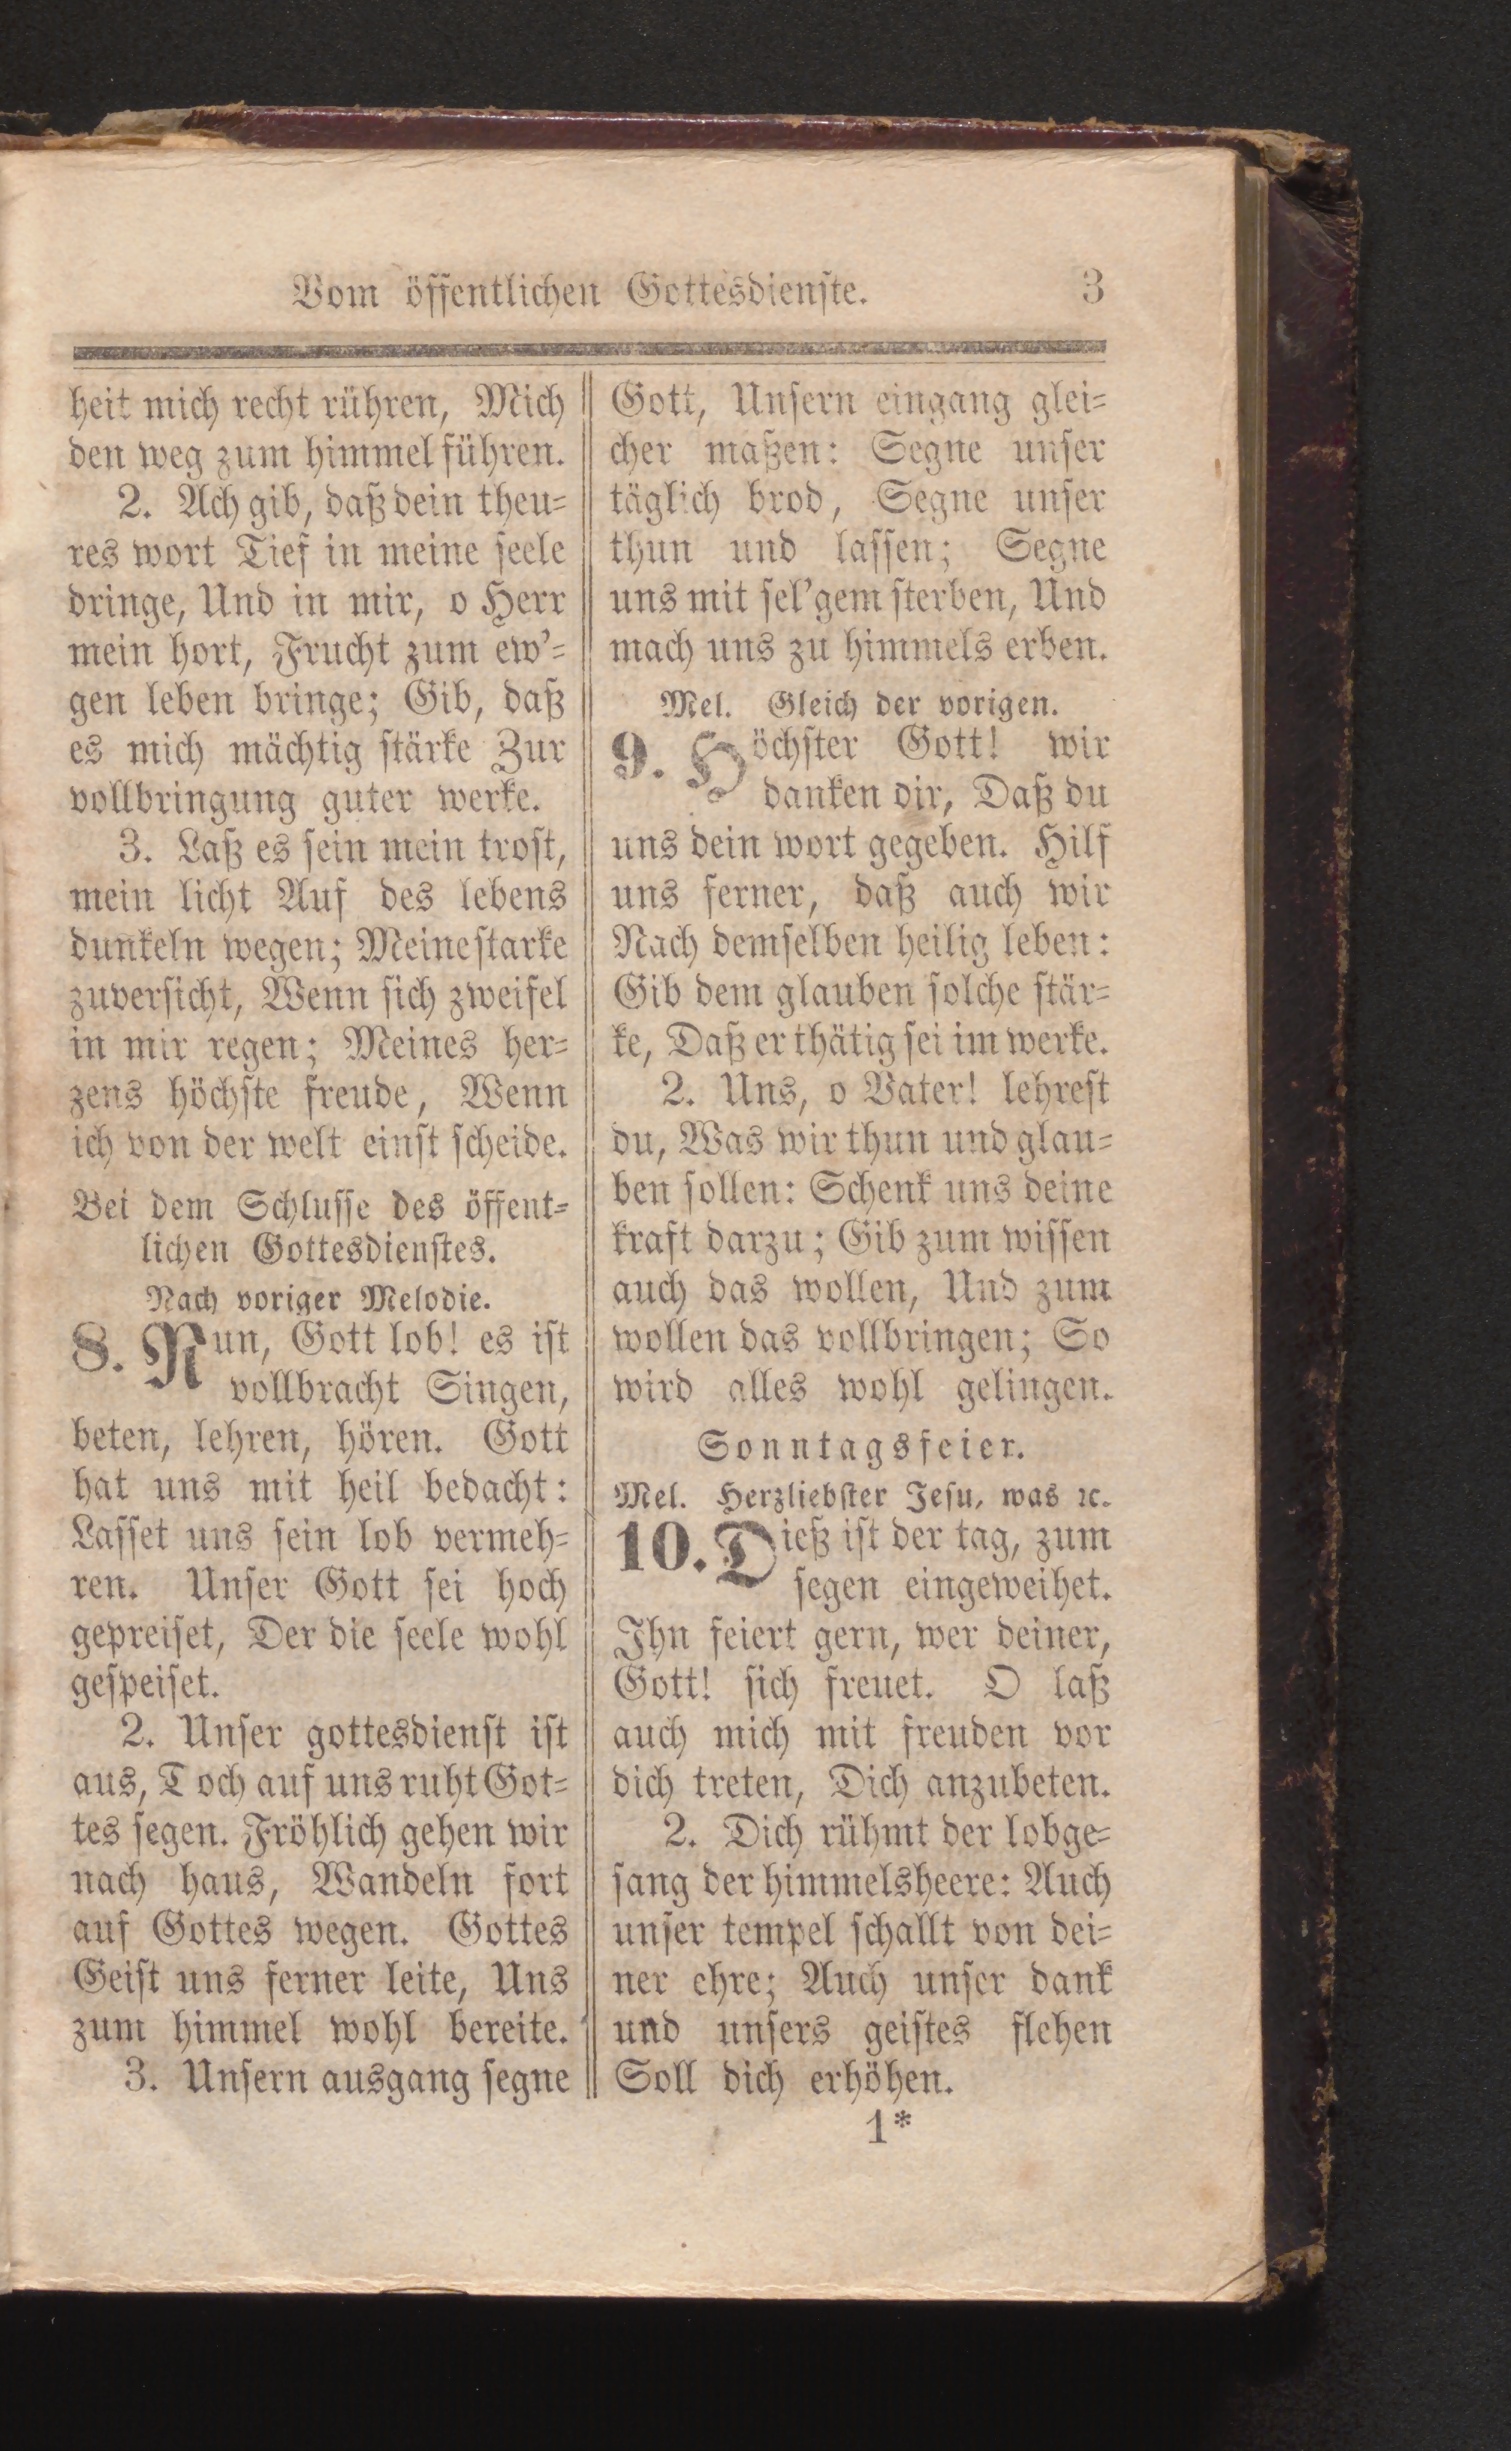 Vom öffentlichen Gottesdienste. 3
heit mich recht rühren, Mich
den weg zum himmel führen.
2. Ach gib, daß dein theu-
res wort Tief in meine seele
dringe, Und in mir, o Herr
mein hort, Frucht zum ew'-
gen leben bringe; Gib, daß
es mich mächtig stärke Zur
vollbringung guter werke.
3. Laß es sein mein trost,
mein licht Auf des lebens
dunkeln wegen; Meine starke
zuversicht, Wenn sich zweifel
in mir regen; Meines her-
zens höchste freude, Wenn
ich von der welt einst scheide.
Bei dem Schlusse des öffent-
lichen Gottesdienstes.
Nach voriger Melodie.
8. Nun, Gott lob! es ist
vollbracht Singen,
beten, lehren, hören. Gott
hat uns mit heil bedacht:
Lasset uns sein lob vermeh-
ren. Unser Gott sei hoch
gepreiset, Der die seele wohl
gespeiset.
2. Unser gottesdienst ist
aus, Toch auf uns ruht Got-
tes segen. Fröhlich gehen wir
nach haus, Wandeln fort
auf Gottes wegen. Gottes
Geist uns ferner leite, Uns
zum himmel wohl bereite.
3. Unsern ausgang segne
Gott, Unsern eingang glei-
cher maßen: Segne unser
täglich brod, Segne unser
thun und lassen; Segne
uns mit sel'gem sterben, Und
mach uns zu himmels erben.
Mel. Gleich der vorigen.
9. Höchster Gott! wir
danken dir, Daß du
uns dein wort gegeben. Hilf
uns ferner, daß auch wir
Nach demselben heilig leben:
Gib dem glauben solche stär-
ke, Daß er thätig sei im werke.
2. Uns, o Vater! lehrest
du, Was wir thun und glau-
ben sollen: Schenk uns deine
kraft darzu; Gib zum wissen
auch das wollen, Und zum
wollen das vollbringen; So
wird alles wohl gelingen.
Sonntagsfeier.
Mel. Herzliebster Jesu, was ꝛc.
10. Dieß ist der tag, zum
segen eingeweihet.
Ihn feiert gern, wer deiner,
Gott! sich freuet. O laß
auch mich mit freuden vor
dich treten, Dich anzubeten.
2. Dich rühmt der lobge-
sang der himmelsheere: Auch
unser tempel schallt von dei-
ner ehre; Auch unser dank
und unsers geistes flehen
Soll dich erhöhen.
1*